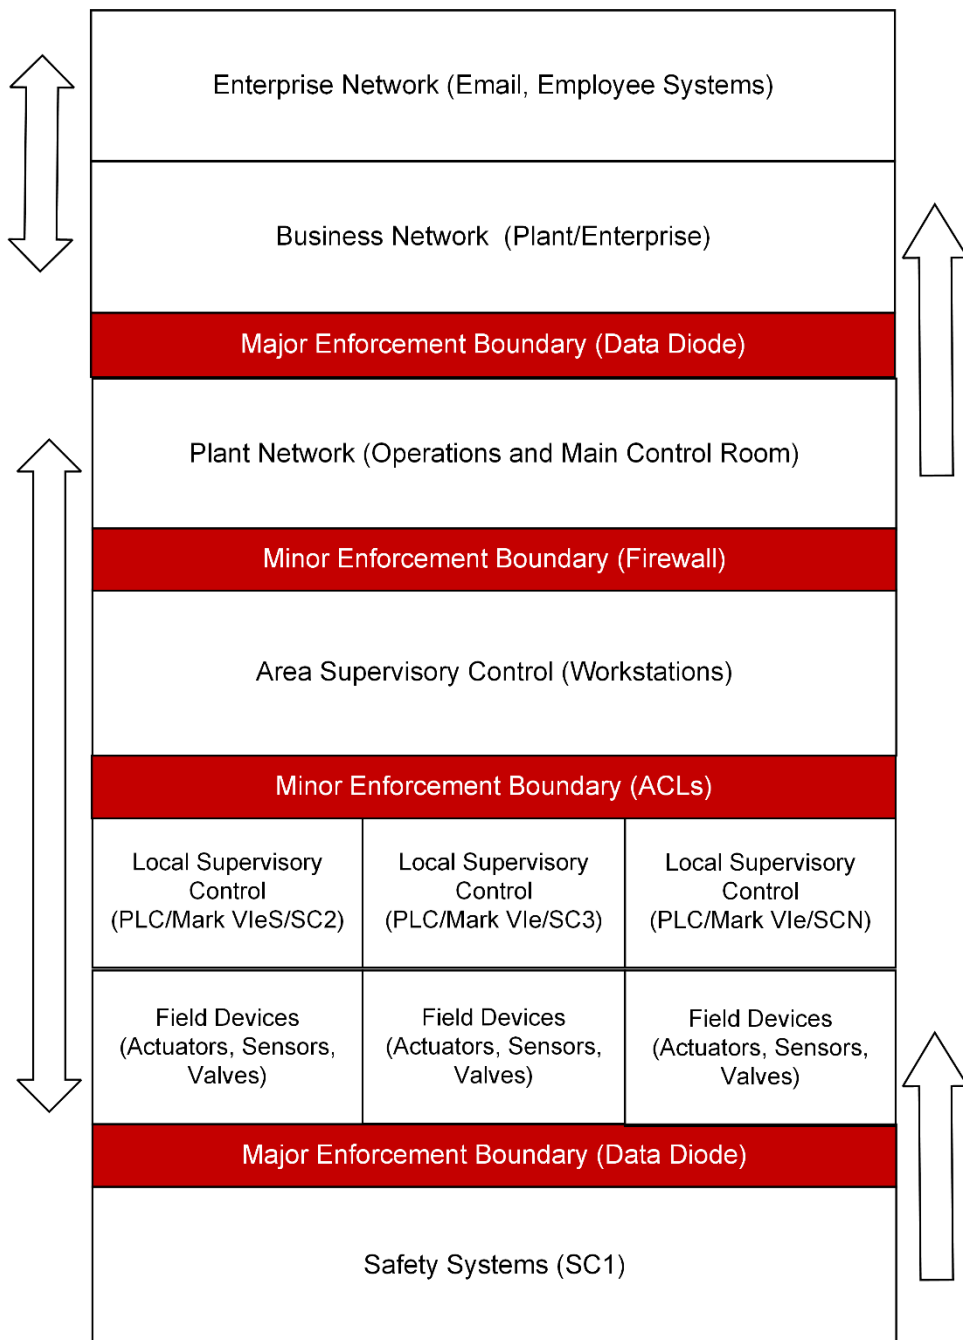 Enterprise Network (Email, Employee Systems)
Business Network  (Plant/Enterprise)
Major Enforcement Boundary (Data Diode)
Plant Network (Operations and Main Control Room)
Minor Enforcement Boundary (Firewall)
Area Supervisory Control (Workstations)
Minor Enforcement Boundary (ACLs)
Local Supervisory
Control
(PLC/Mark VIeS/SC2)
Local Supervisory
Control
(PLC/Mark VIe/SC3)
Local Supervisory
Control
(PLC/Mark VIe/SCN)
Field Devices
(Actuators, Sensors,
Valves)
Field Devices
(Actuators, Sensors,
Valves)
Field Devices
(Actuators, Sensors,
Valves)
Major Enforcement Boundary (Data Diode)
Safety Systems (SC1)